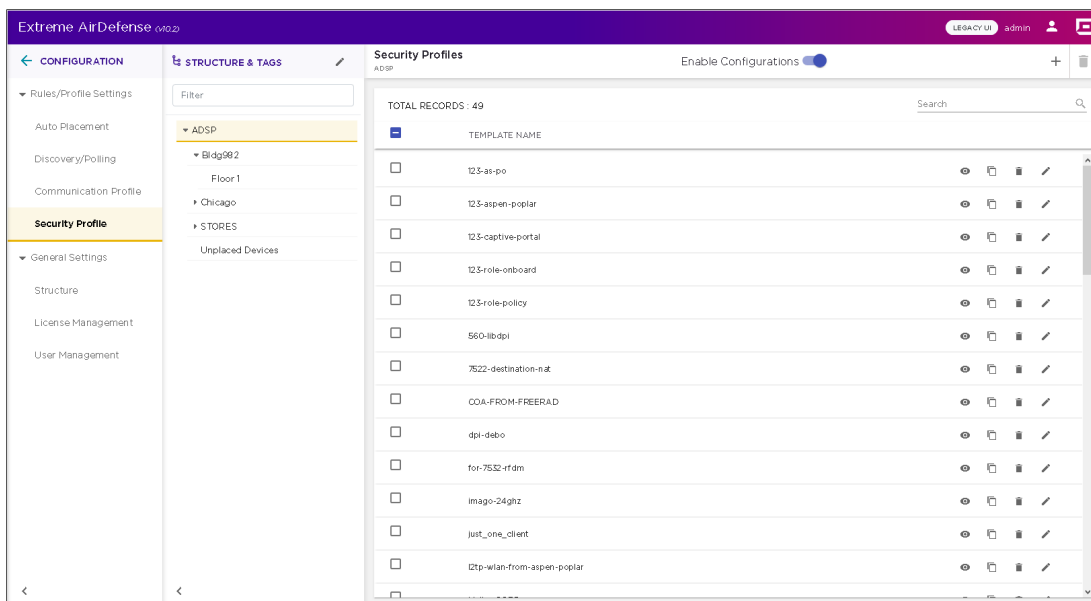 Extreme AirDefense (v10.2)
LEGACY UI admin
CONFIGURATION
Rules/Profile Settings
Auto Placement
Discovery/Polling
Communication Profile
Security Profile
General Settings
Structure
License Management
User Management
STRUCTURE & TAGS
Filter
ADSP
Bldg982
Floor 1
Chicago
STORES
Unplaced Devices
Security Profiles
ADSP
Enable Configurations
TOTAL RECORDS : 49
Search
TEMPLATE NAME
123-as-po
123-aspen-poplar
123-captive-portal
123-role-onboard
123-role-policy
560-libdpi
7522-destination-nat
COA-FROM-FREERAD
dpi-debo
for-7532-rfdm
imago-24ghz
just_one_client
l2tp-wlan-from-aspen-poplar